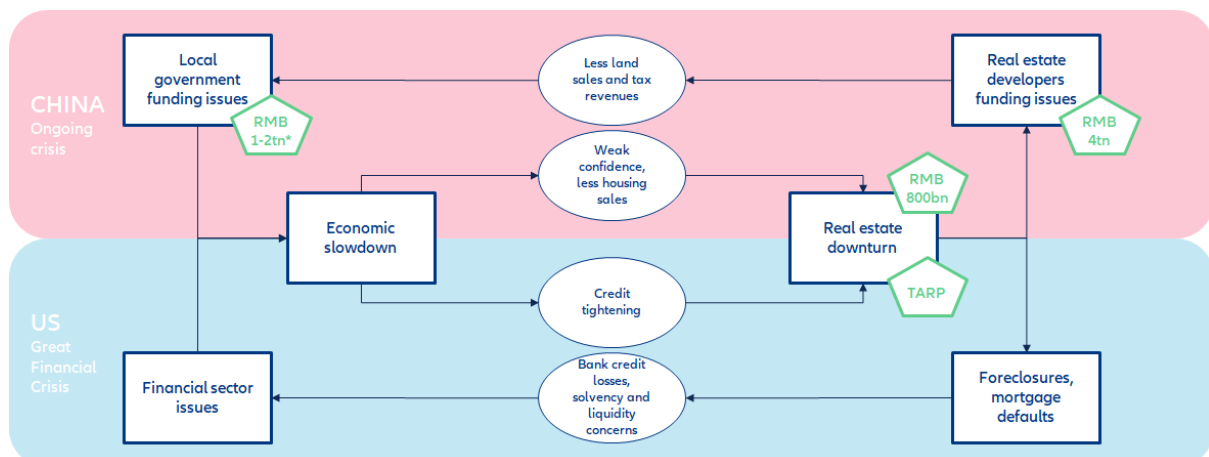 CHINA
Ongoing
crisis
Local
government
funding issues
RMB
1-2tn*
Less land
sales and tax
revenues
Real estate
developers
funding issues
RMB
4tn
Weak
confidence,
less housing
sales
RMB
800bn
Economic
slowdown
Real estate
downturn
TARP
Credit
tightening
US
Great
Financial
Crisis
Financial sector
issues
Bank credit
losses,
solvency and
liquidity
concerns
Foreclosures,
mortgage
defaults